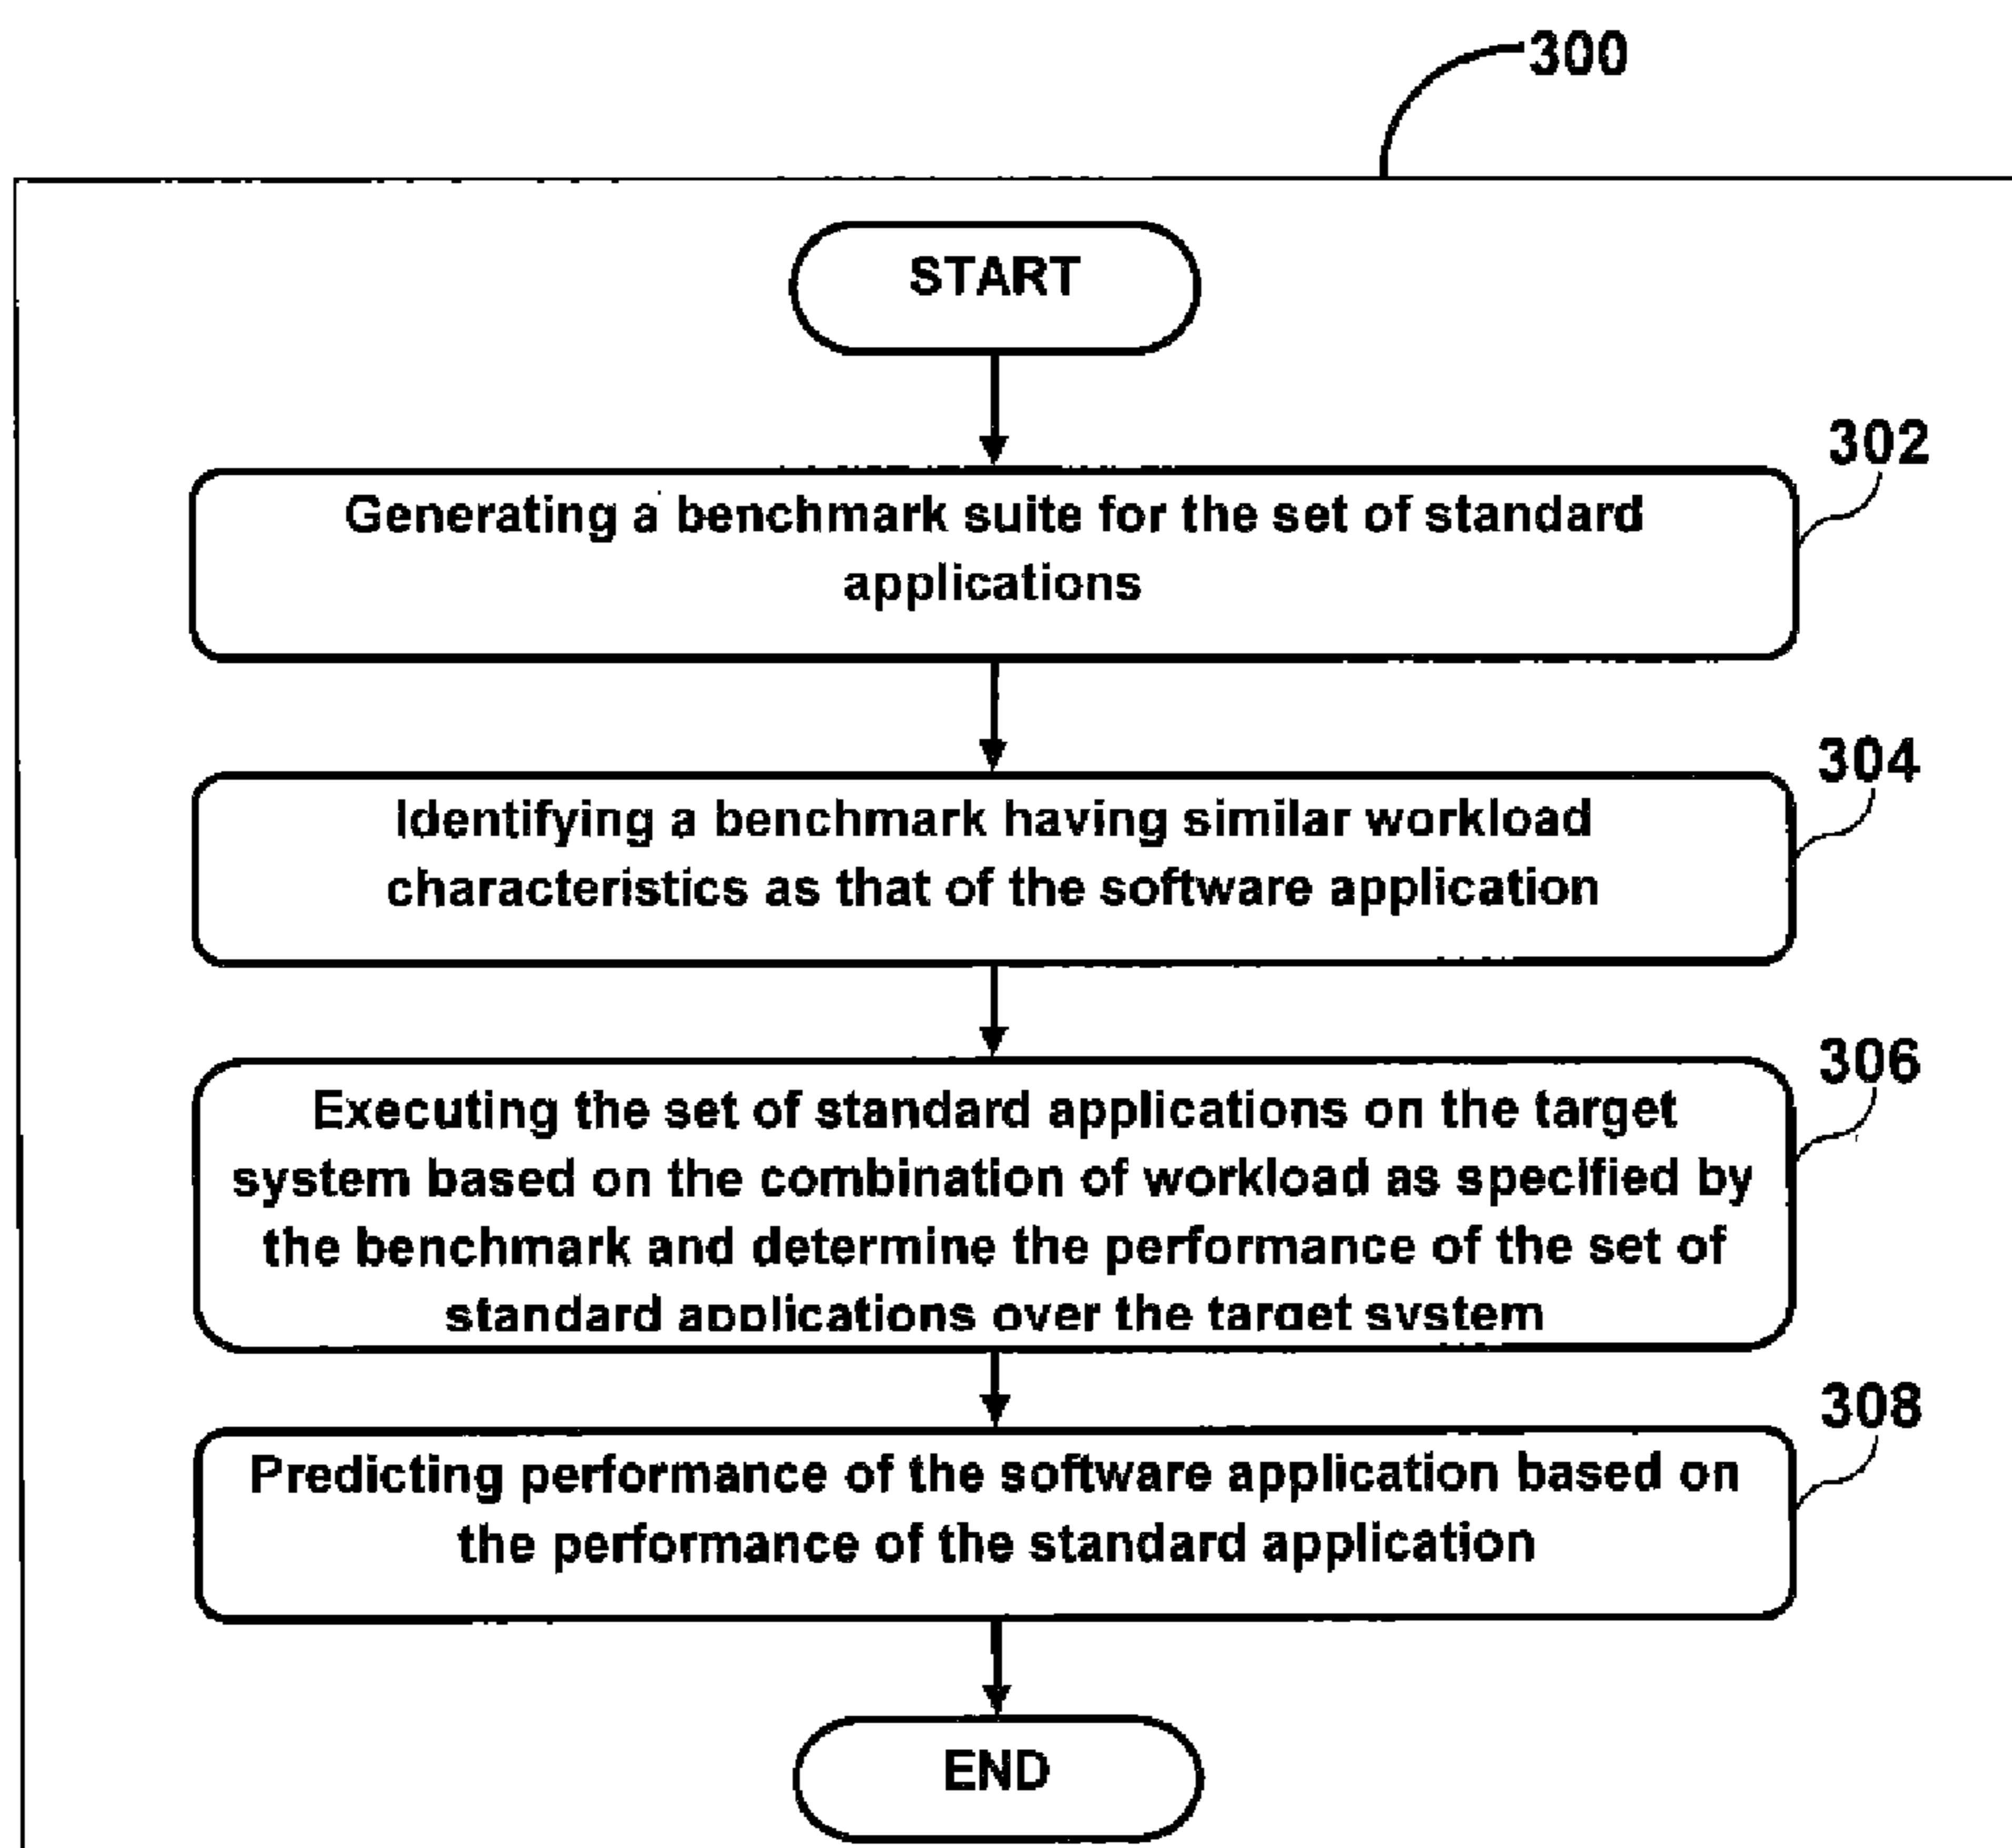 300
START
302
Generating a benchmark suite for the set of standard
applications
304
Identifying a benchmark having similar workload
characteristics as that of the software application
306
Executing the set of standard applications on the target
system based on the combination of workload as specified by
the benchmark and determine the performance of the set of
standard applications over the target system
308
Predicting performance of the software application based on
the performance of the standard application
END